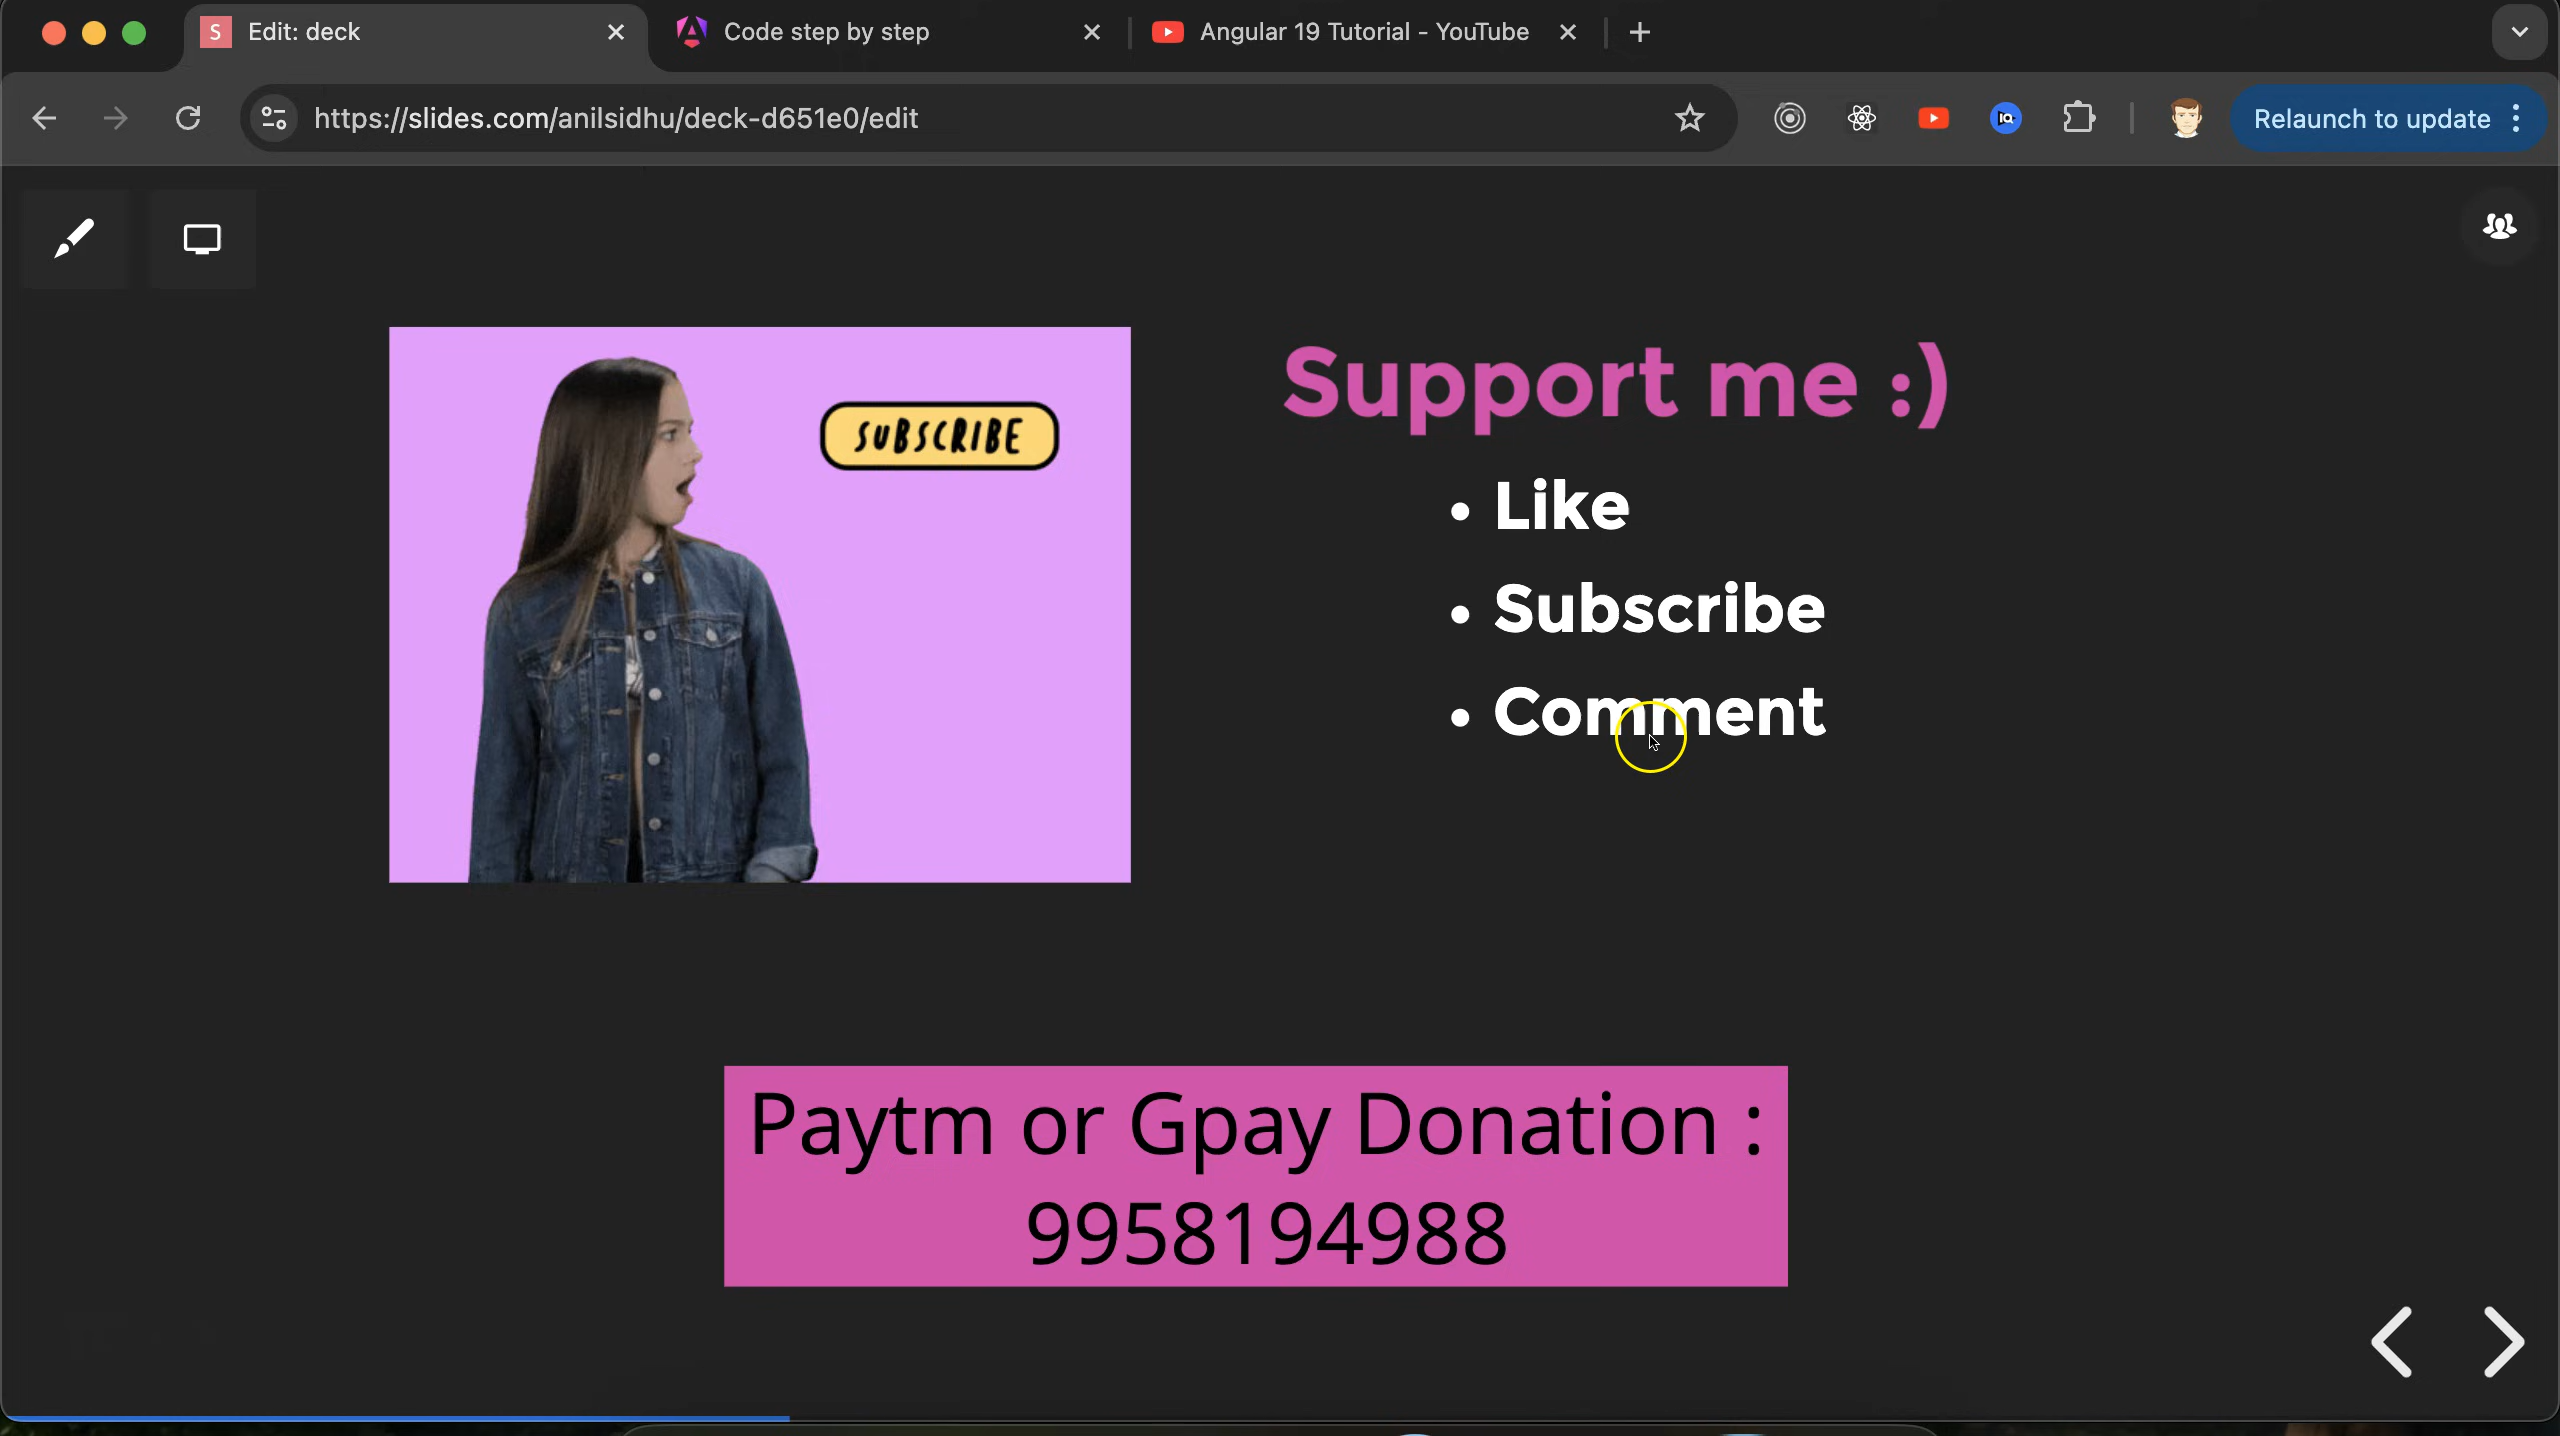 S Edit: deck
Code step by step
Angular 19 Tutorial - YouTube
https://slides.com/anilsidhu/deck-d651e0/edit
IQ
Relaunch to update
SUBSCRIBE
Support me :)
• Like
• Subscribe
• Comment
Paytm or Gpay Donation :
9958194988